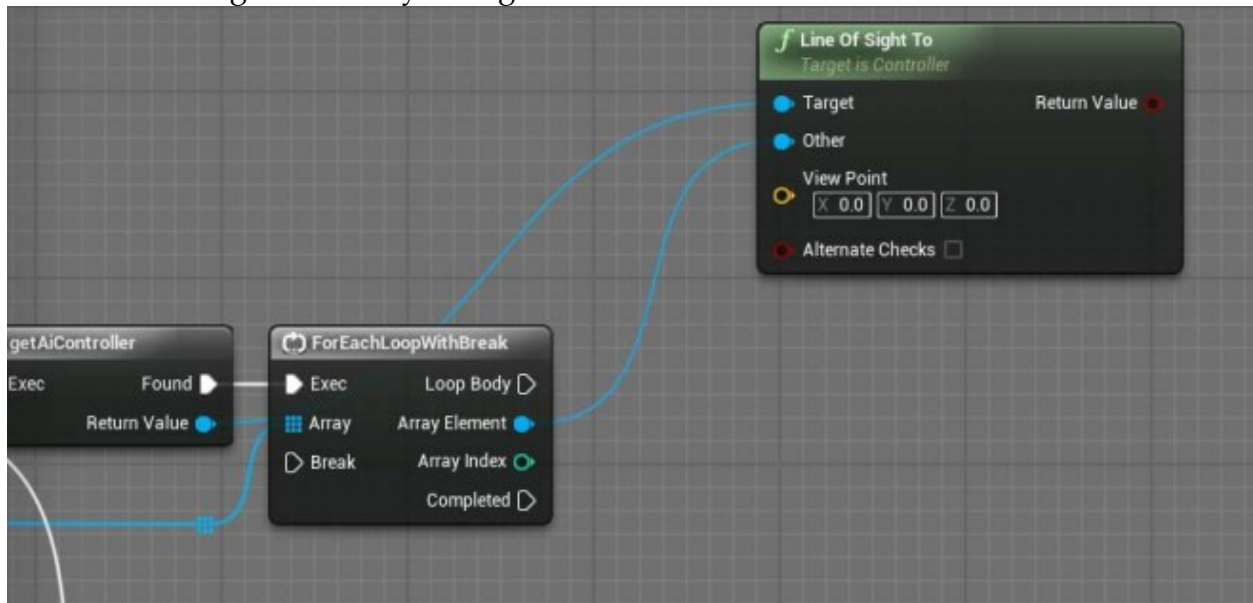 Line Of Sight To
Target is Controller
Target Return Value
Other
View Point
X 0.0 Y 0.0 Z 0.0
Alternate Checks
getAiController
Exec Found
Return Value
ForEachLoopWithBreak
Exec Loop Body
Array Array Element
Break Array Index
Completed